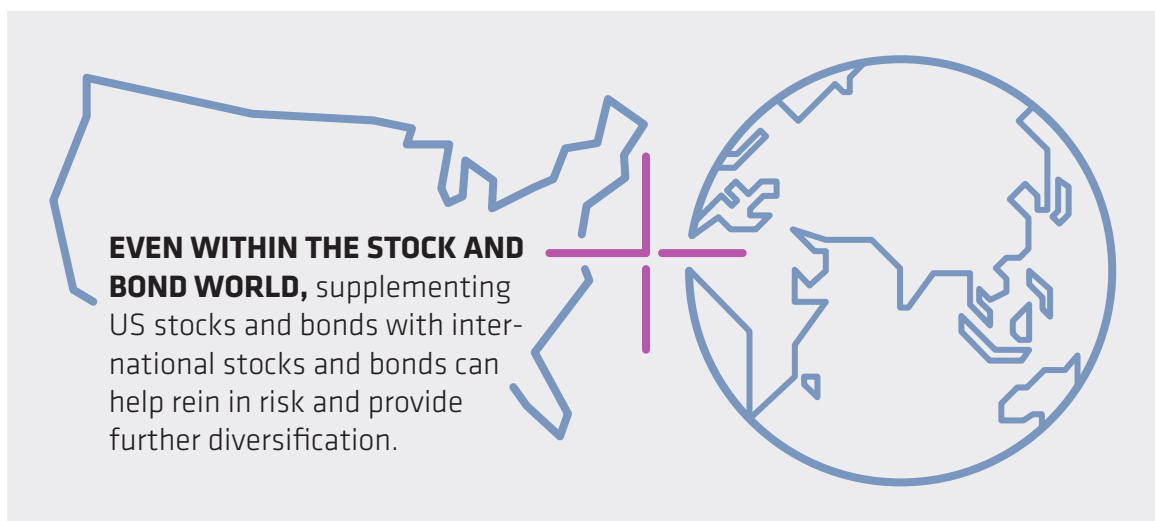 EVEN WITHIN THE STOCK AND
BOND WORLD, supplementing
US stocks and bonds with inter-
national stocks and bonds can
help rein in risk and provide
further diversification.